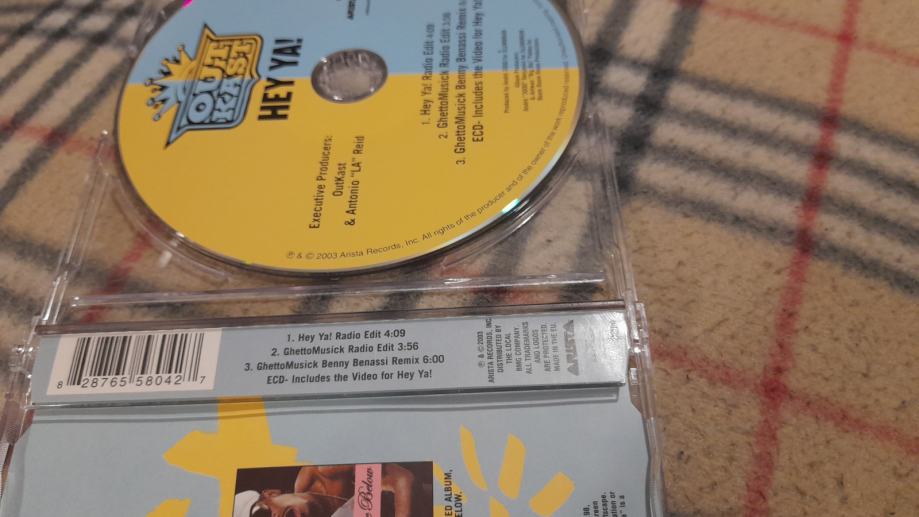 OUT
KAST
HEY YA!
1. Hey Ya! Radio Edit 4:09
2. GhettoMusick Radio Edit 3:56
3. GhettoMusick Benny Benassi Remix
ECD- Includes the Video for Hey Ya!
Executive Producers:
OutKast
& Antonio "LA" Reid
℗ & © 2003 Arista Records, Inc. All rights of the producer and of the owner of the work reproduced reserved.
8 28765 58042 7
1. Hey Ya! Radio Edit 4:09
2. GhettoMusick Radio Edit 3:56
3. GhettoMusick Benny Benassi Remix 6:00
ECD- Includes the Video for Hey Ya!
℗ & © 2003
ARISTA RECORDS, INC.
DISTRIBUTED BY
THE LOCAL
BMG COMPANY.
ALL TRADEMARKS
AND LOGOS
ARE PROTECTED.
MADE IN THE EU.
ARISTA
Below
ED ALBUM,
ELOW.